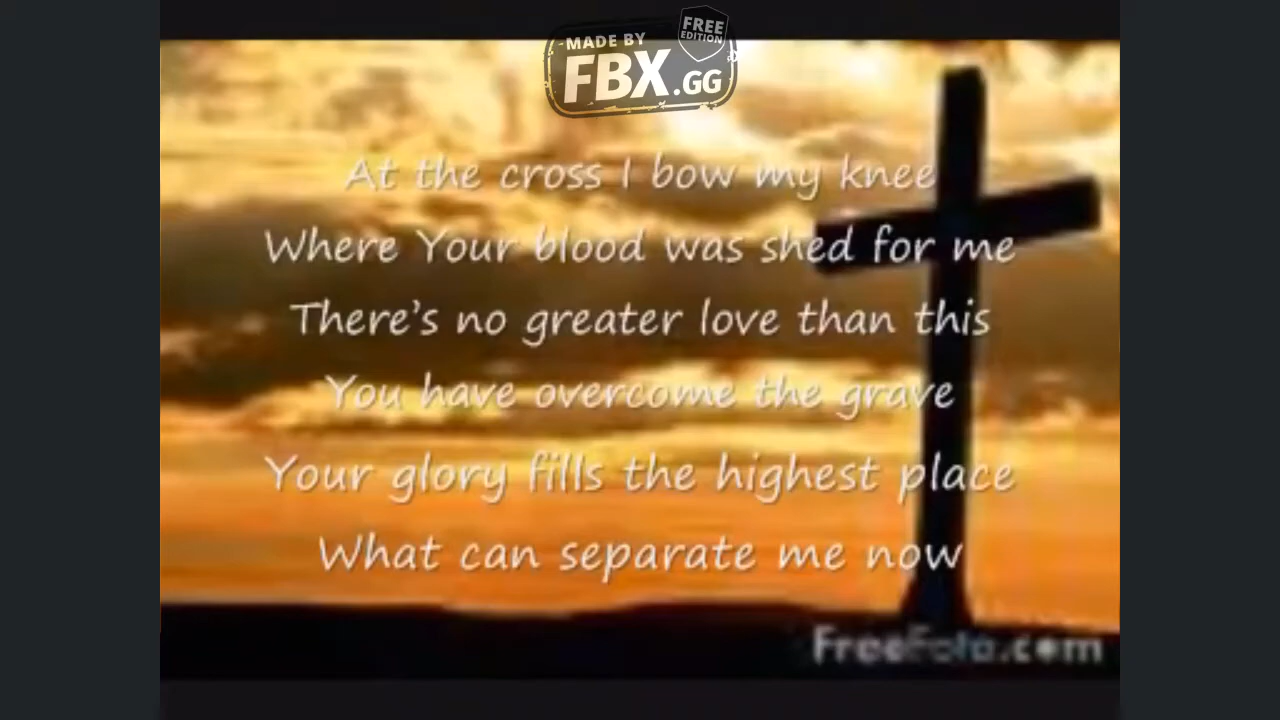 MADE BY
FREE
EDITION
FBX.GG
At the cross I bow my knee
Where Your blood was shed for me
There's no greater love than this
You have overcome the grave
Your glory fills the highest place
What can separate me now
FreeFoto.com